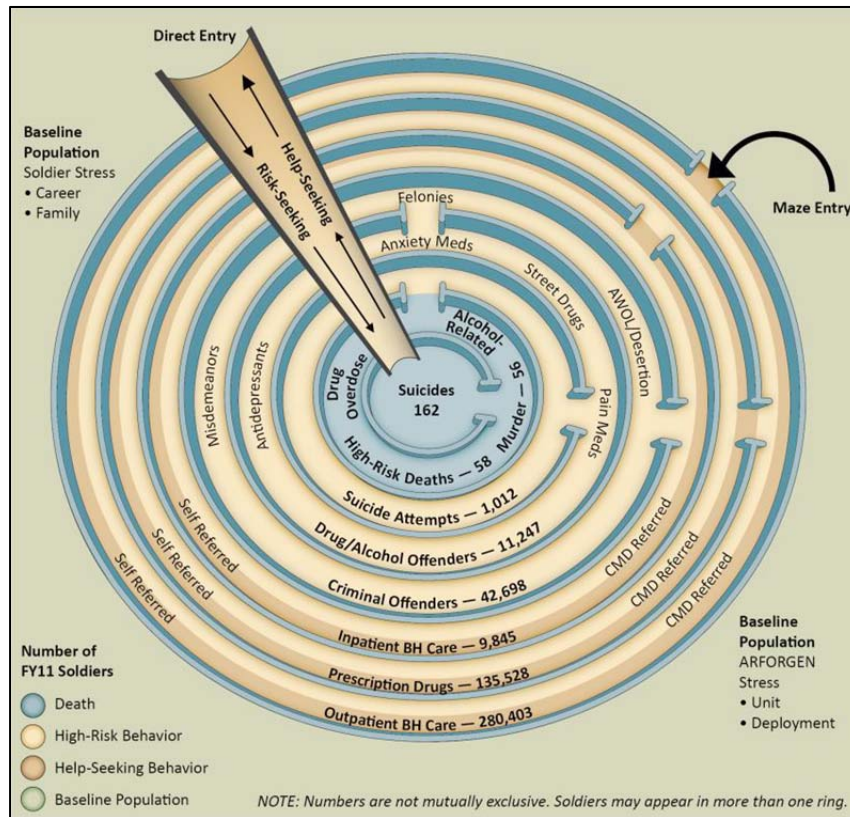 Direct Entry
Baseline
Population
Soldier Stress
• Career
• Family
Risk-Seeking
Help-Seeking
Maze Entry
Felonies
Anxiety Meds
Street Drugs
AWOL/Desertion
Pain Meds
Misdemeanors
Antidepressants
Drug
Overdose
Alcohol-
Related
Suicides
162
Murder — 56
High-Risk Deaths — 58
Suicide Attempts — 1,012
Drug/Alcohol Offenders — 11,247
Criminal Offenders — 42,698
Inpatient BH Care — 9,845
Prescription Drugs — 135,528
Outpatient BH Care — 280,403
Self Referred
Self Referred
Self Referred
CMD Referred
CMD Referred
CMD Referred
Baseline
Population
ARFORGEN
Stress
• Unit
• Deployment
Number of
FY11 Soldiers
Death
High-Risk Behavior
Help-Seeking Behavior
Baseline Population
NOTE: Numbers are not mutually exclusive. Soldiers may appear in more than one ring.